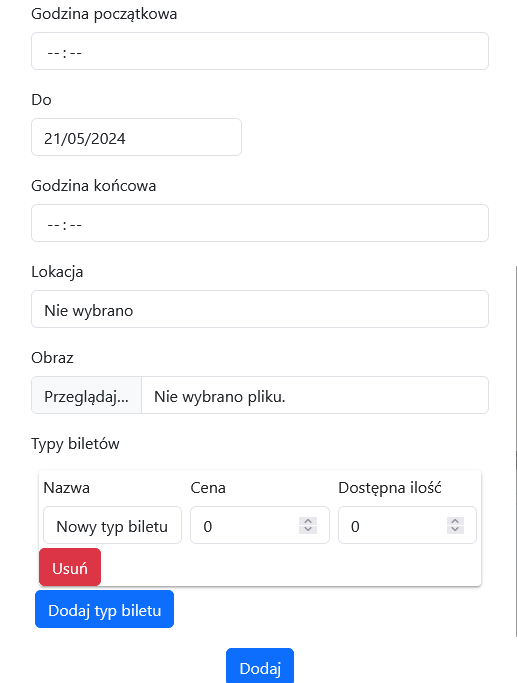 Godzina początkowa
--:--
Do
21/05/2024
Godzina końcowa
--:--
Lokacja
Nie wybrano
Obraz
Przeglądaj... Nie wybrano pliku.
Typy biletów
Nazwa Cena Dostępna ilość
Nowy typ biletu 0 0
Usuń
Dodaj typ biletu
Dodaj